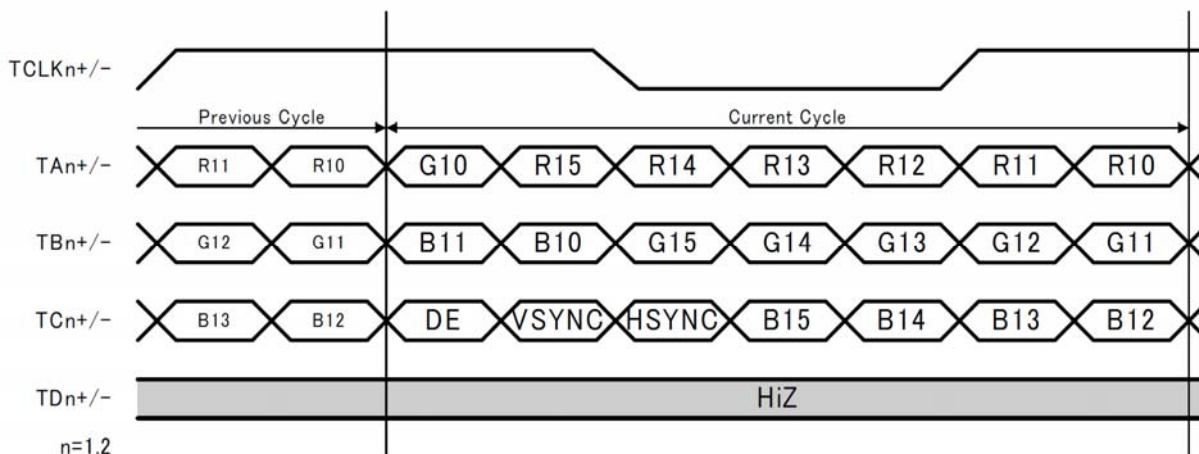 TCLKn+/-
Previous Cycle Current Cycle
TAn+/- R11 R10 G10 R15 R14 R13 R12 R11 R10
TBn+/- G12 G11 B11 B10 G15 G14 G13 G12 G11
TCn+/- B13 B12 DE VSYNC HSYNC B15 B14 B13 B12
TDn+/- HiZ
n=1,2